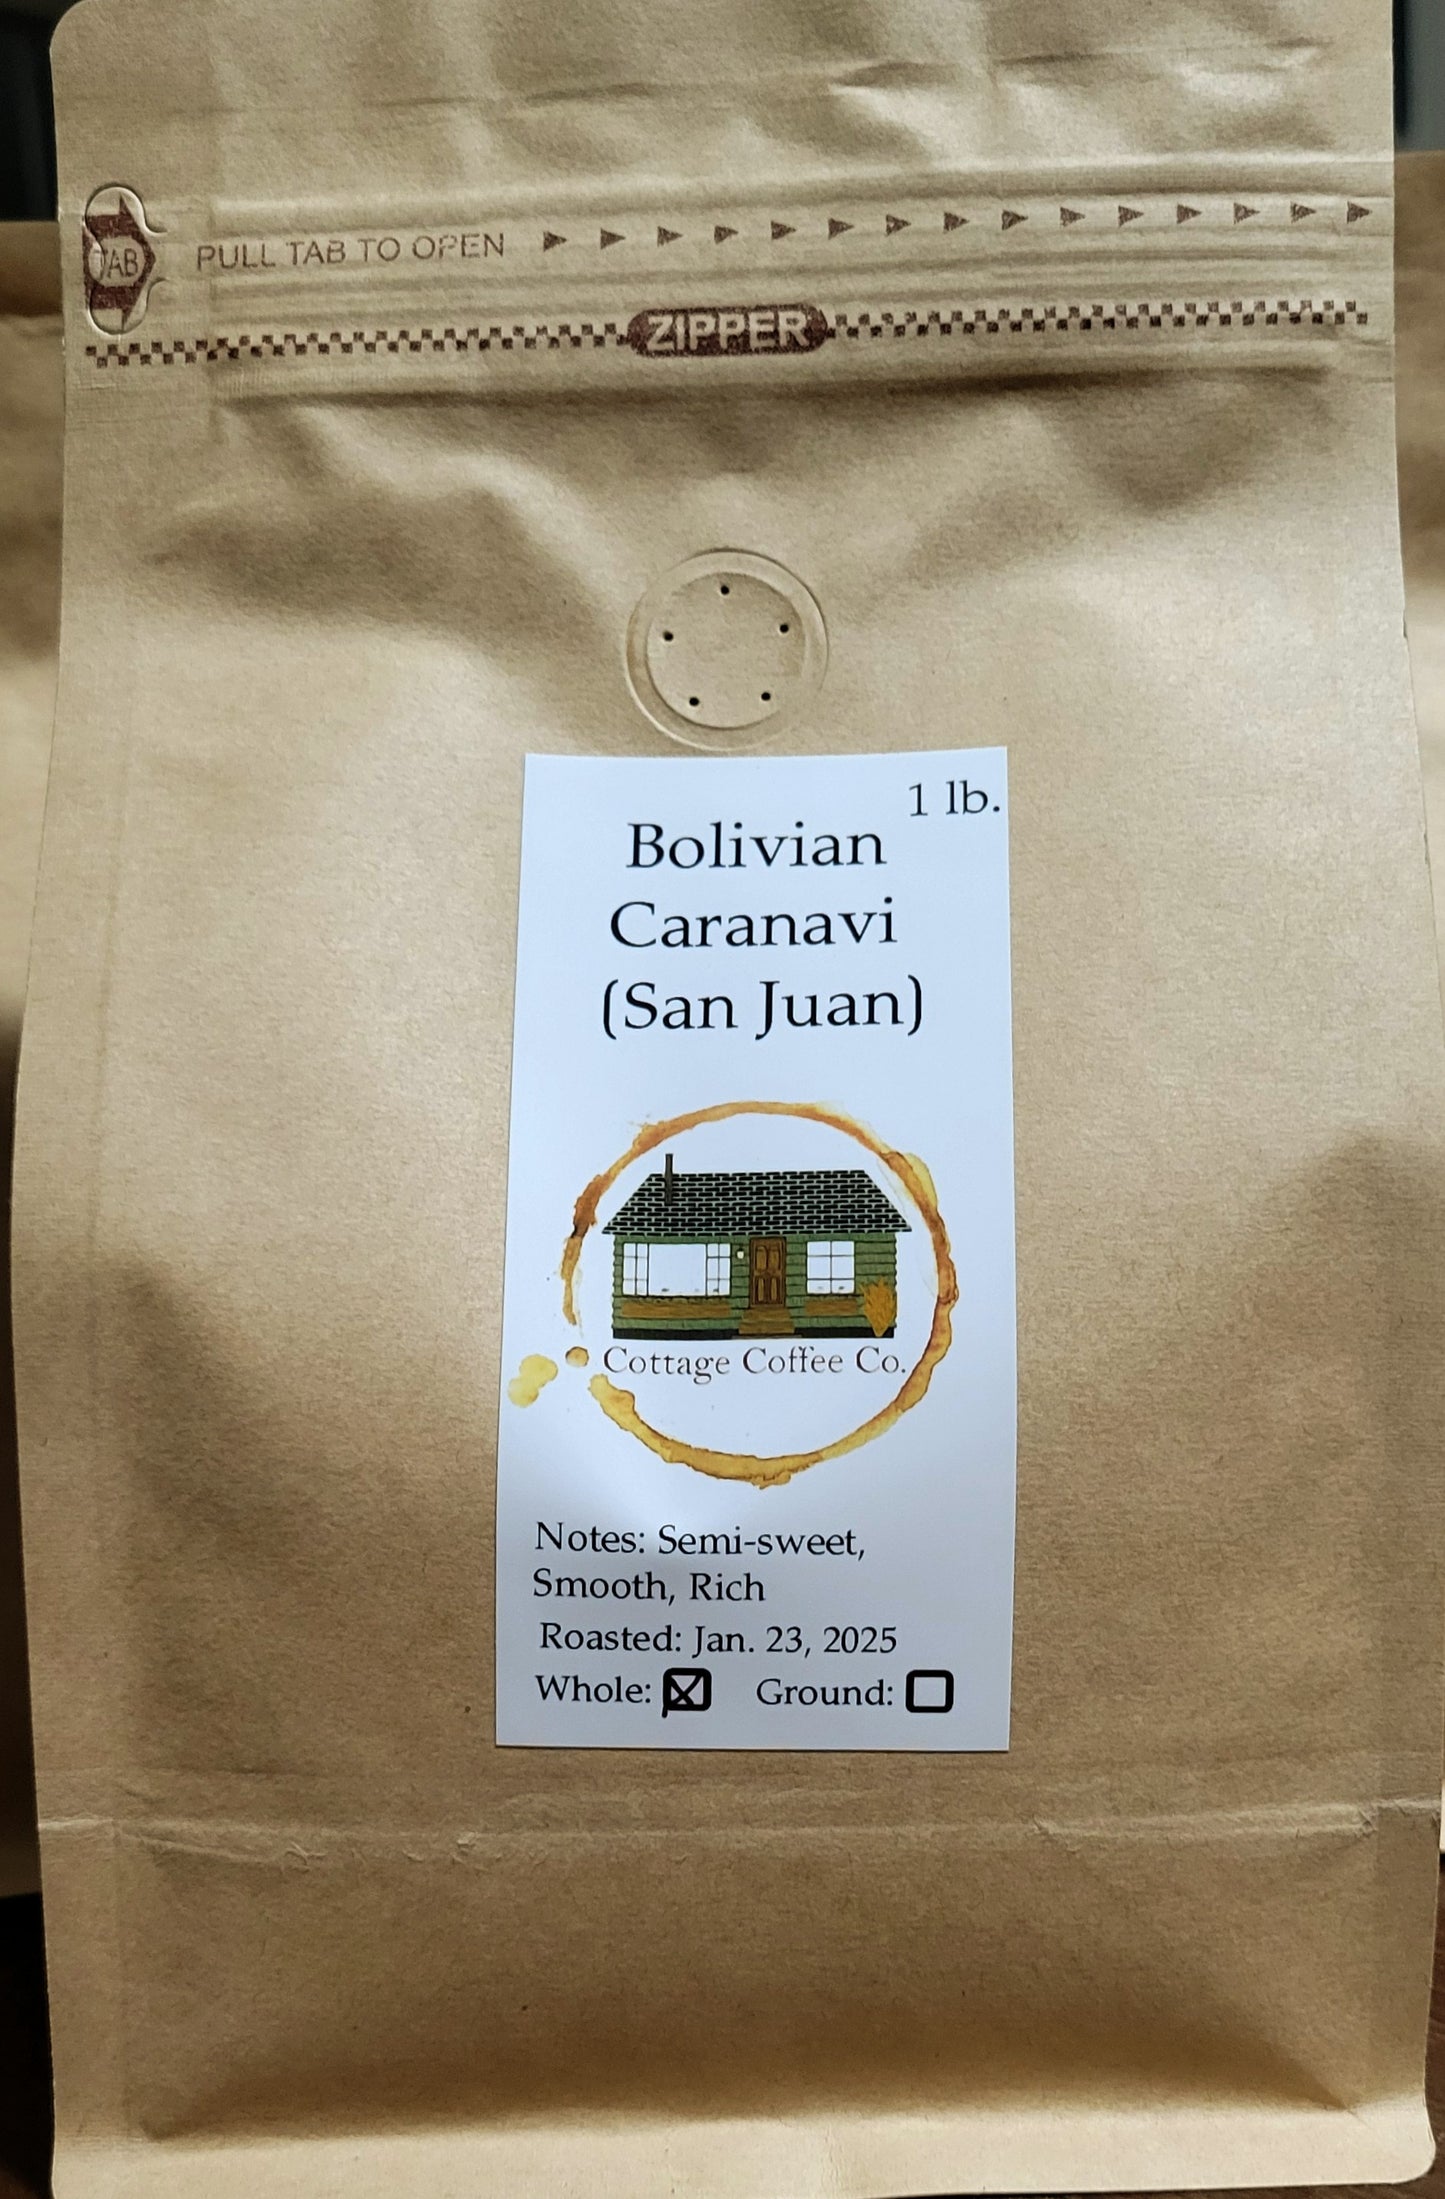 TAB
PULL TAB TO OPEN
ZIPPER
1 lb.
Bolivian
Caranavi
(San Juan)
Cottage Coffee Co.
Notes: Semi-sweet,
Smooth, Rich
Roasted: Jan. 23, 2025
Whole: Ground: